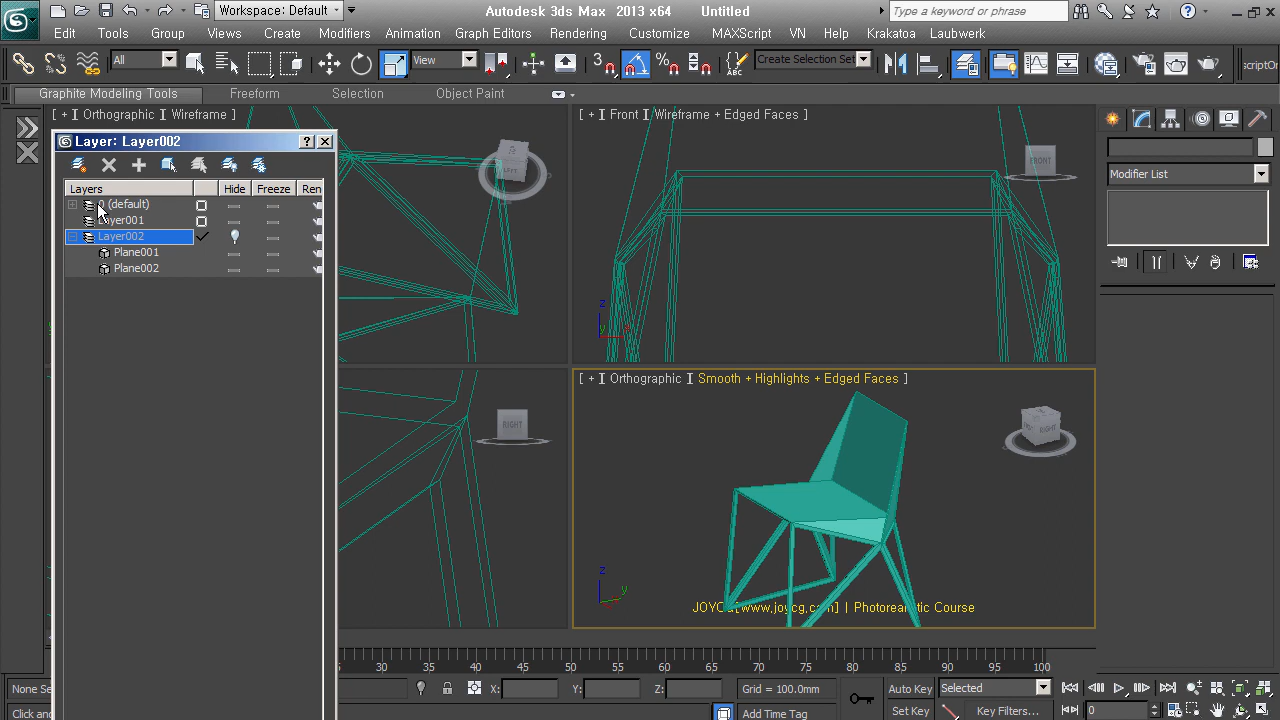 Workspace: Default
Autodesk 3ds Max 2013 x64 Untitled
Type a keyword or phrase
Edit Tools Group Views Create Modifiers Animation Graph Editors Rendering Customize MAXScript VN Help Krakatoa Laubwerk
All
View
3
Create Selection Set
Graphite Modeling Tools Freeform Selection Object Paint
[ + ] Orthographic ] Wireframe ]
[ + ] Front ] Wireframe + Edged Faces ]
Layer: Layer002
Layers Hide Freeze Ren
0 (default)
Layer001
Layer002
Plane001
Plane002
LEFT
FRONT
Modifier List
z
y
x
[ + ] Orthographic ] Smooth + Highlights + Edged Faces ]
RIGHT
RIGHT
z
y
Photorealistic Course
35 40 45 50 55 60 65 70 75 80 85 90 95 100
None Se
X: Y: Z: Grid = 100.0mm
Auto Key Selected
Click and
Add Time Tag
Set Key Key Filters... 0